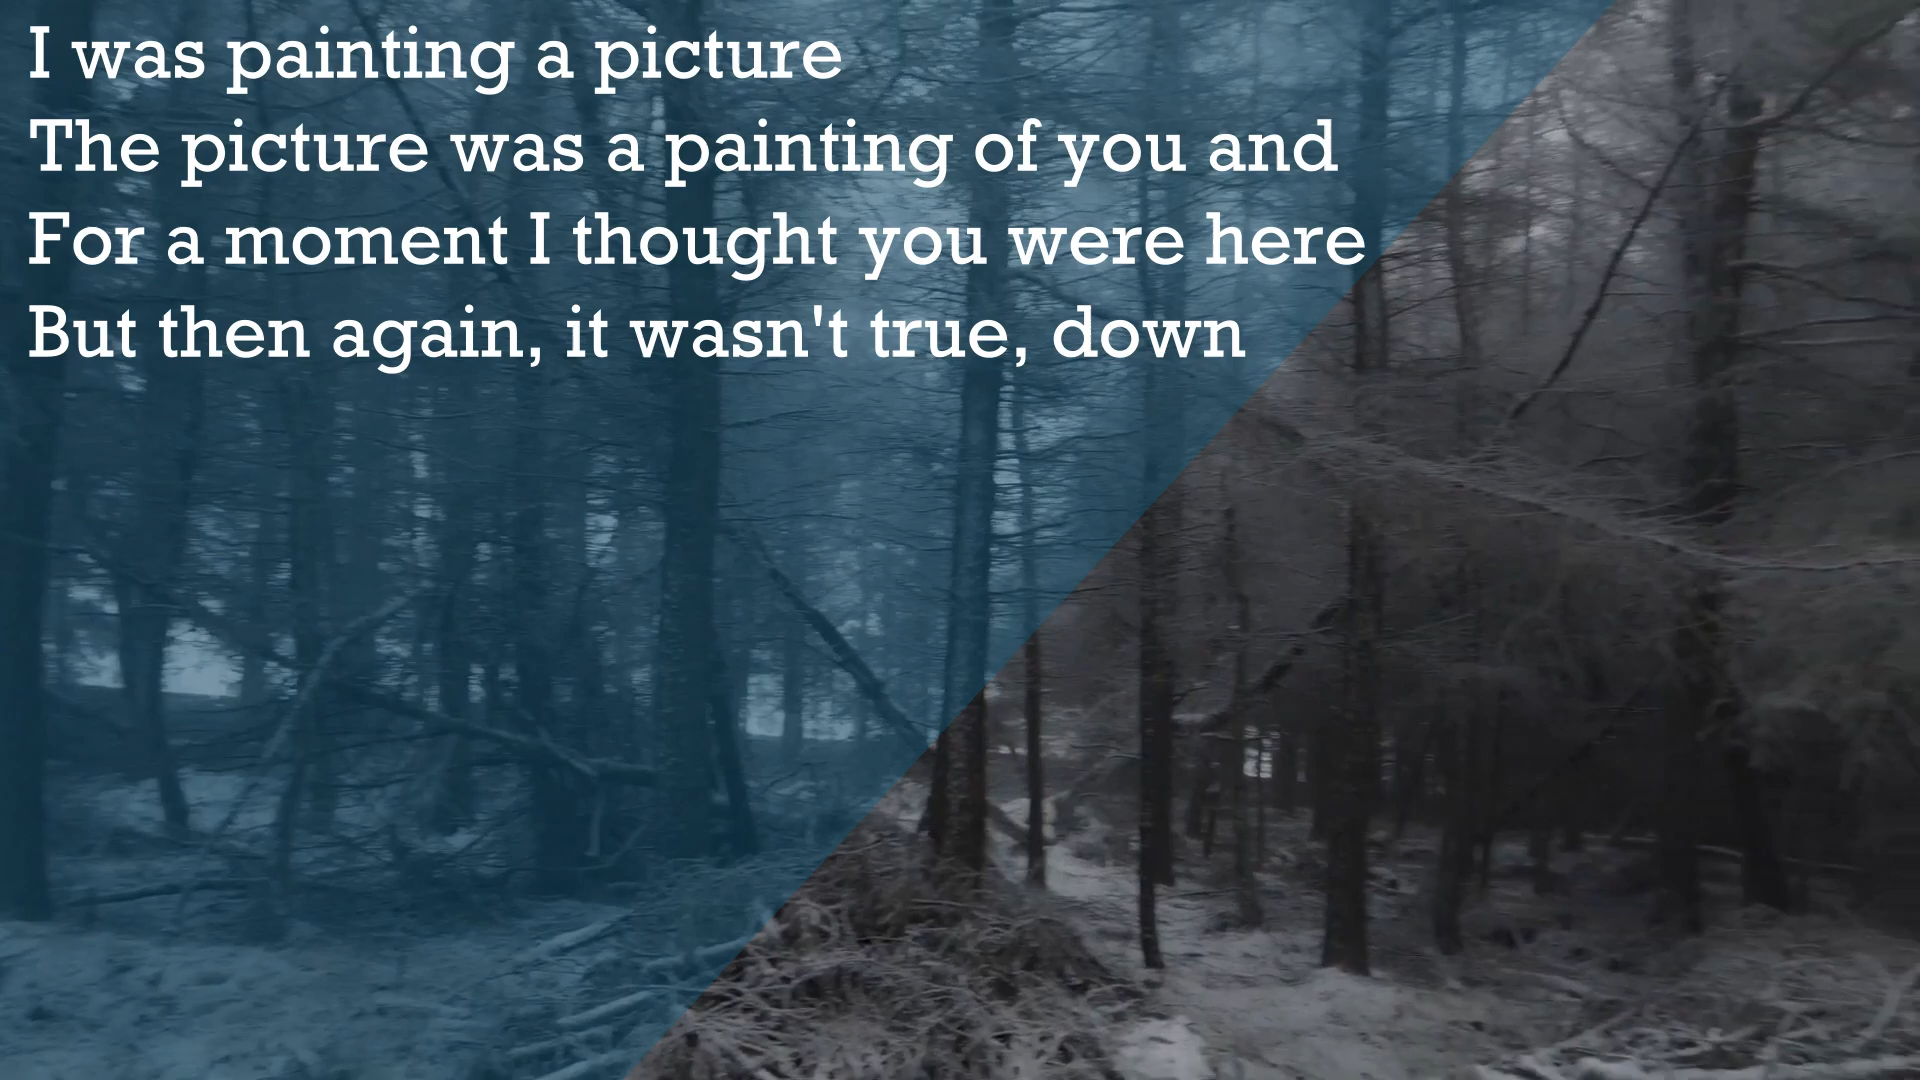 I was painting a picture
The picture was a painting of you and
For a moment I thought you were here
But then again, it wasn't true, down